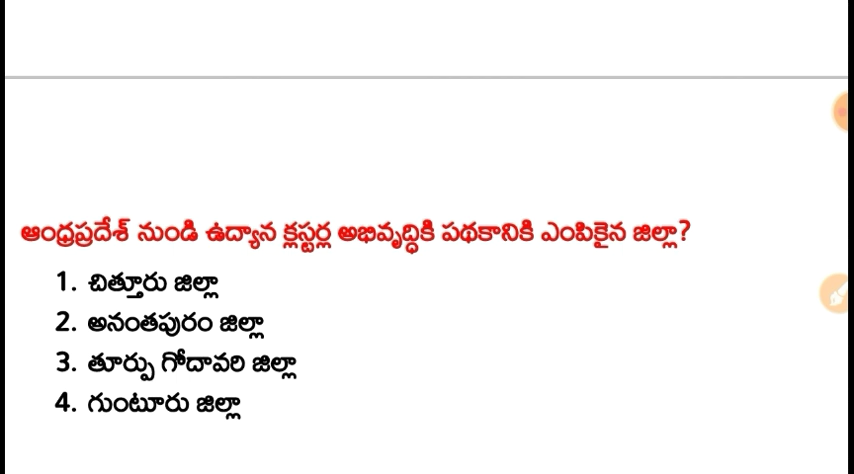 ఆంధ్రప్రదేశ్ నుండి ఉద్యాన క్లస్టర్ల అభివృద్ధికి పథకానికి ఎంపికైన జిల్లా?
1. చిత్తూరు జిల్లా
2. అనంతపురం జిల్లా
3. తూర్పు గోదావరి జిల్లా
4. గుంటూరు జిల్లా